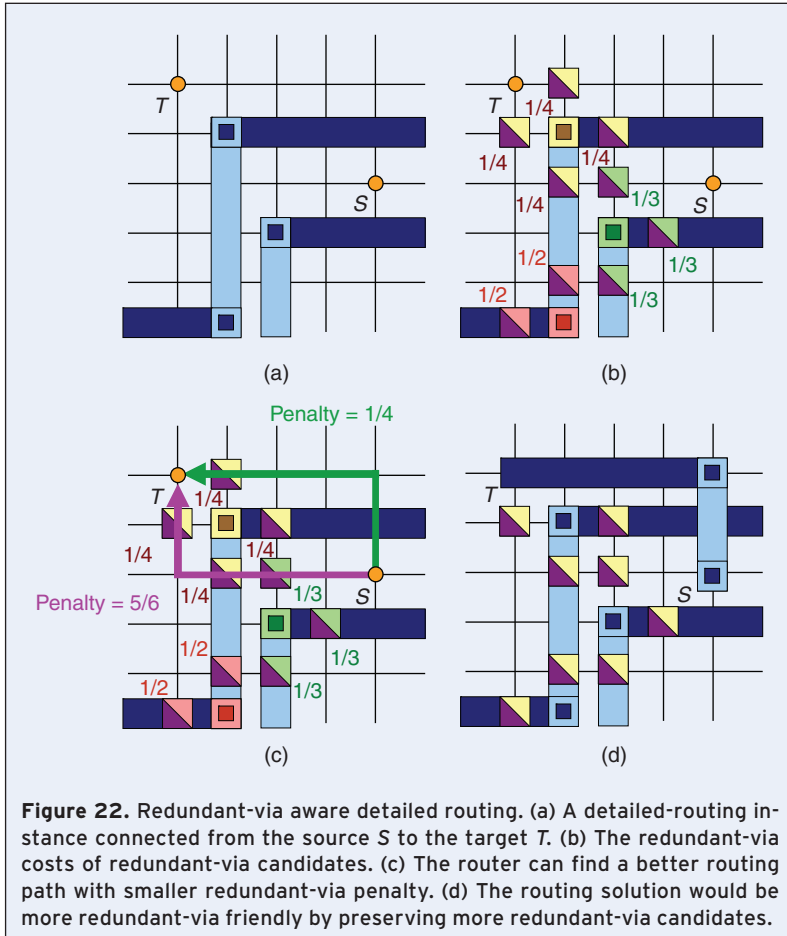 T
S
(a)
T
1/4
1/4
1/4
1/4
S
1/3
1/3
1/2
1/2
1/3
(b)
Penalty = 1/4
T
1/4
1/4
1/4
1/4
1/3
S
Penalty = 5/6
1/2
1/3
1/2
1/3
(c)
T
S
(d)
Figure 22. Redundant-via aware detailed routing. (a) A detailed-routing in-
stance connected from the source S to the target T. (b) The redundant-via
costs of redundant-via candidates. (c) The router can find a better routing
path with smaller redundant-via penalty. (d) The routing solution would be
more redundant-via friendly by preserving more redundant-via candidates.